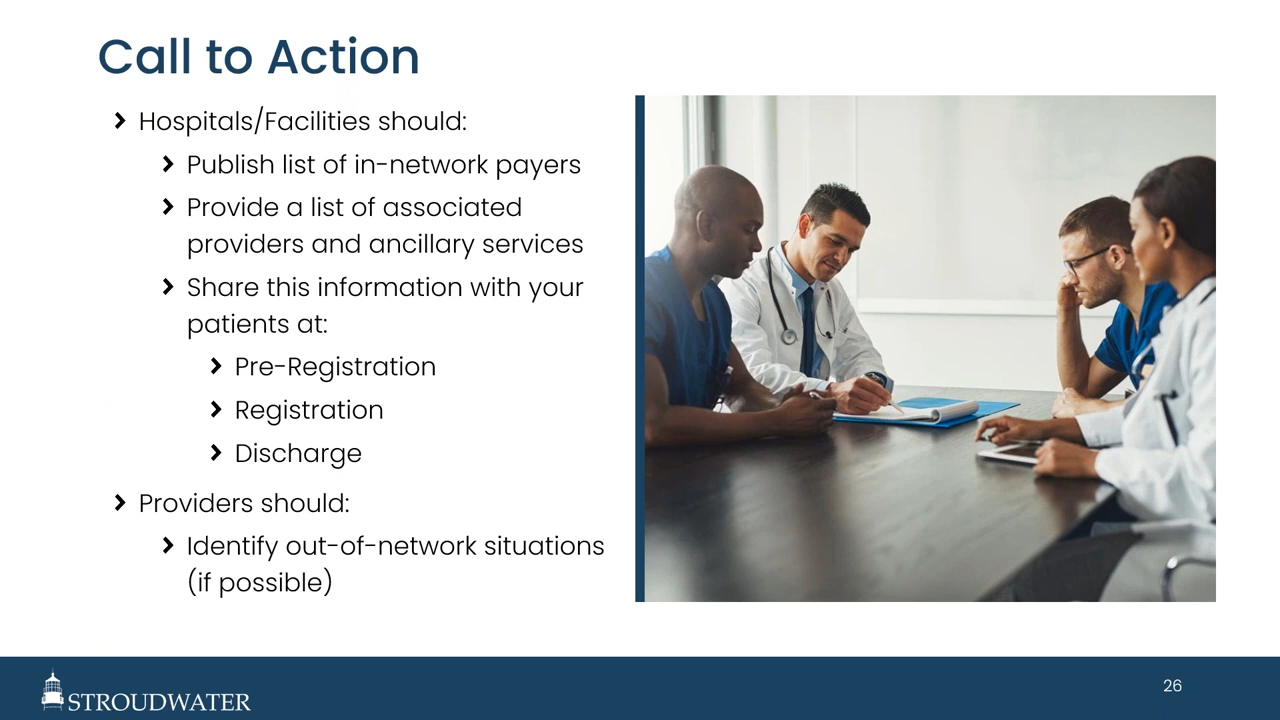 Call to Action
Hospitals/Facilities should:
Publish list of in-network payers
Provide a list of associated
providers and ancillary services
Share this information with your
patients at:
Pre-Registration
Registration
Discharge
Providers should:
Identify out-of-network situations
(if possible)
STROUDWATER
26